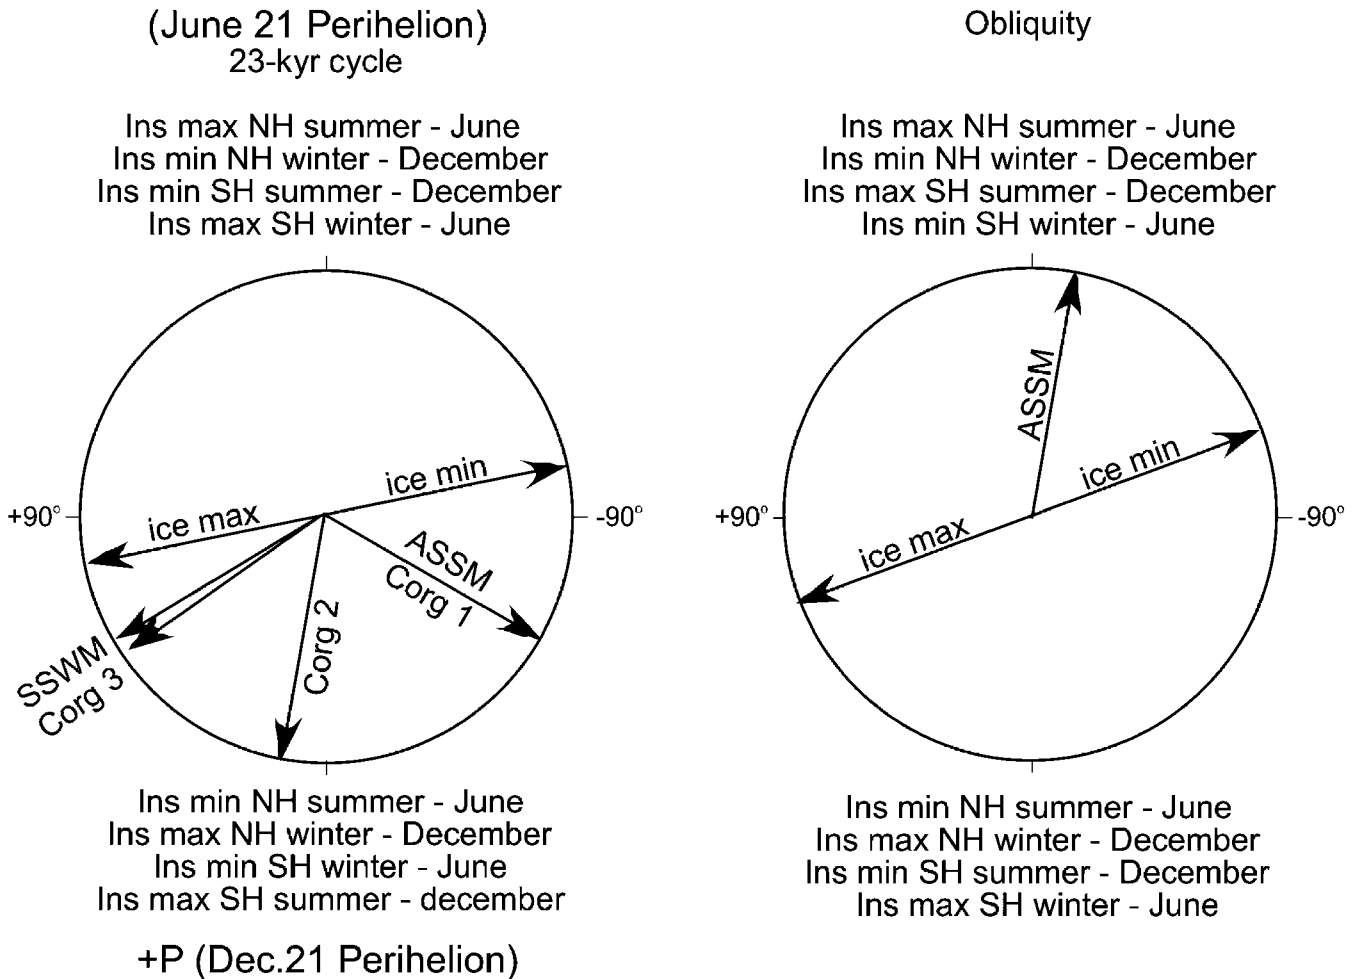 (June 21 Perihelion)
23-kyr cycle
Ins max NH summer - June
Ins min NH winter - December
Ins min SH summer - December
Ins max SH winter - June
+90°
-90°
ice min
ice max
ASSM
Corg 1
Corg 2
SSWM
Corg 3
Ins min NH summer - June
Ins max NH winter - December
Ins min SH winter - June
Ins max SH summer - december
+P (Dec.21 Perihelion)
Obliquity
Ins max NH summer - June
Ins min NH winter - December
Ins max SH summer - December
Ins min SH winter - June
+90°
-90°
ASSM
ice min
ice max
Ins min NH summer - June
Ins max NH winter - December
Ins min SH summer - December
Ins max SH winter - June